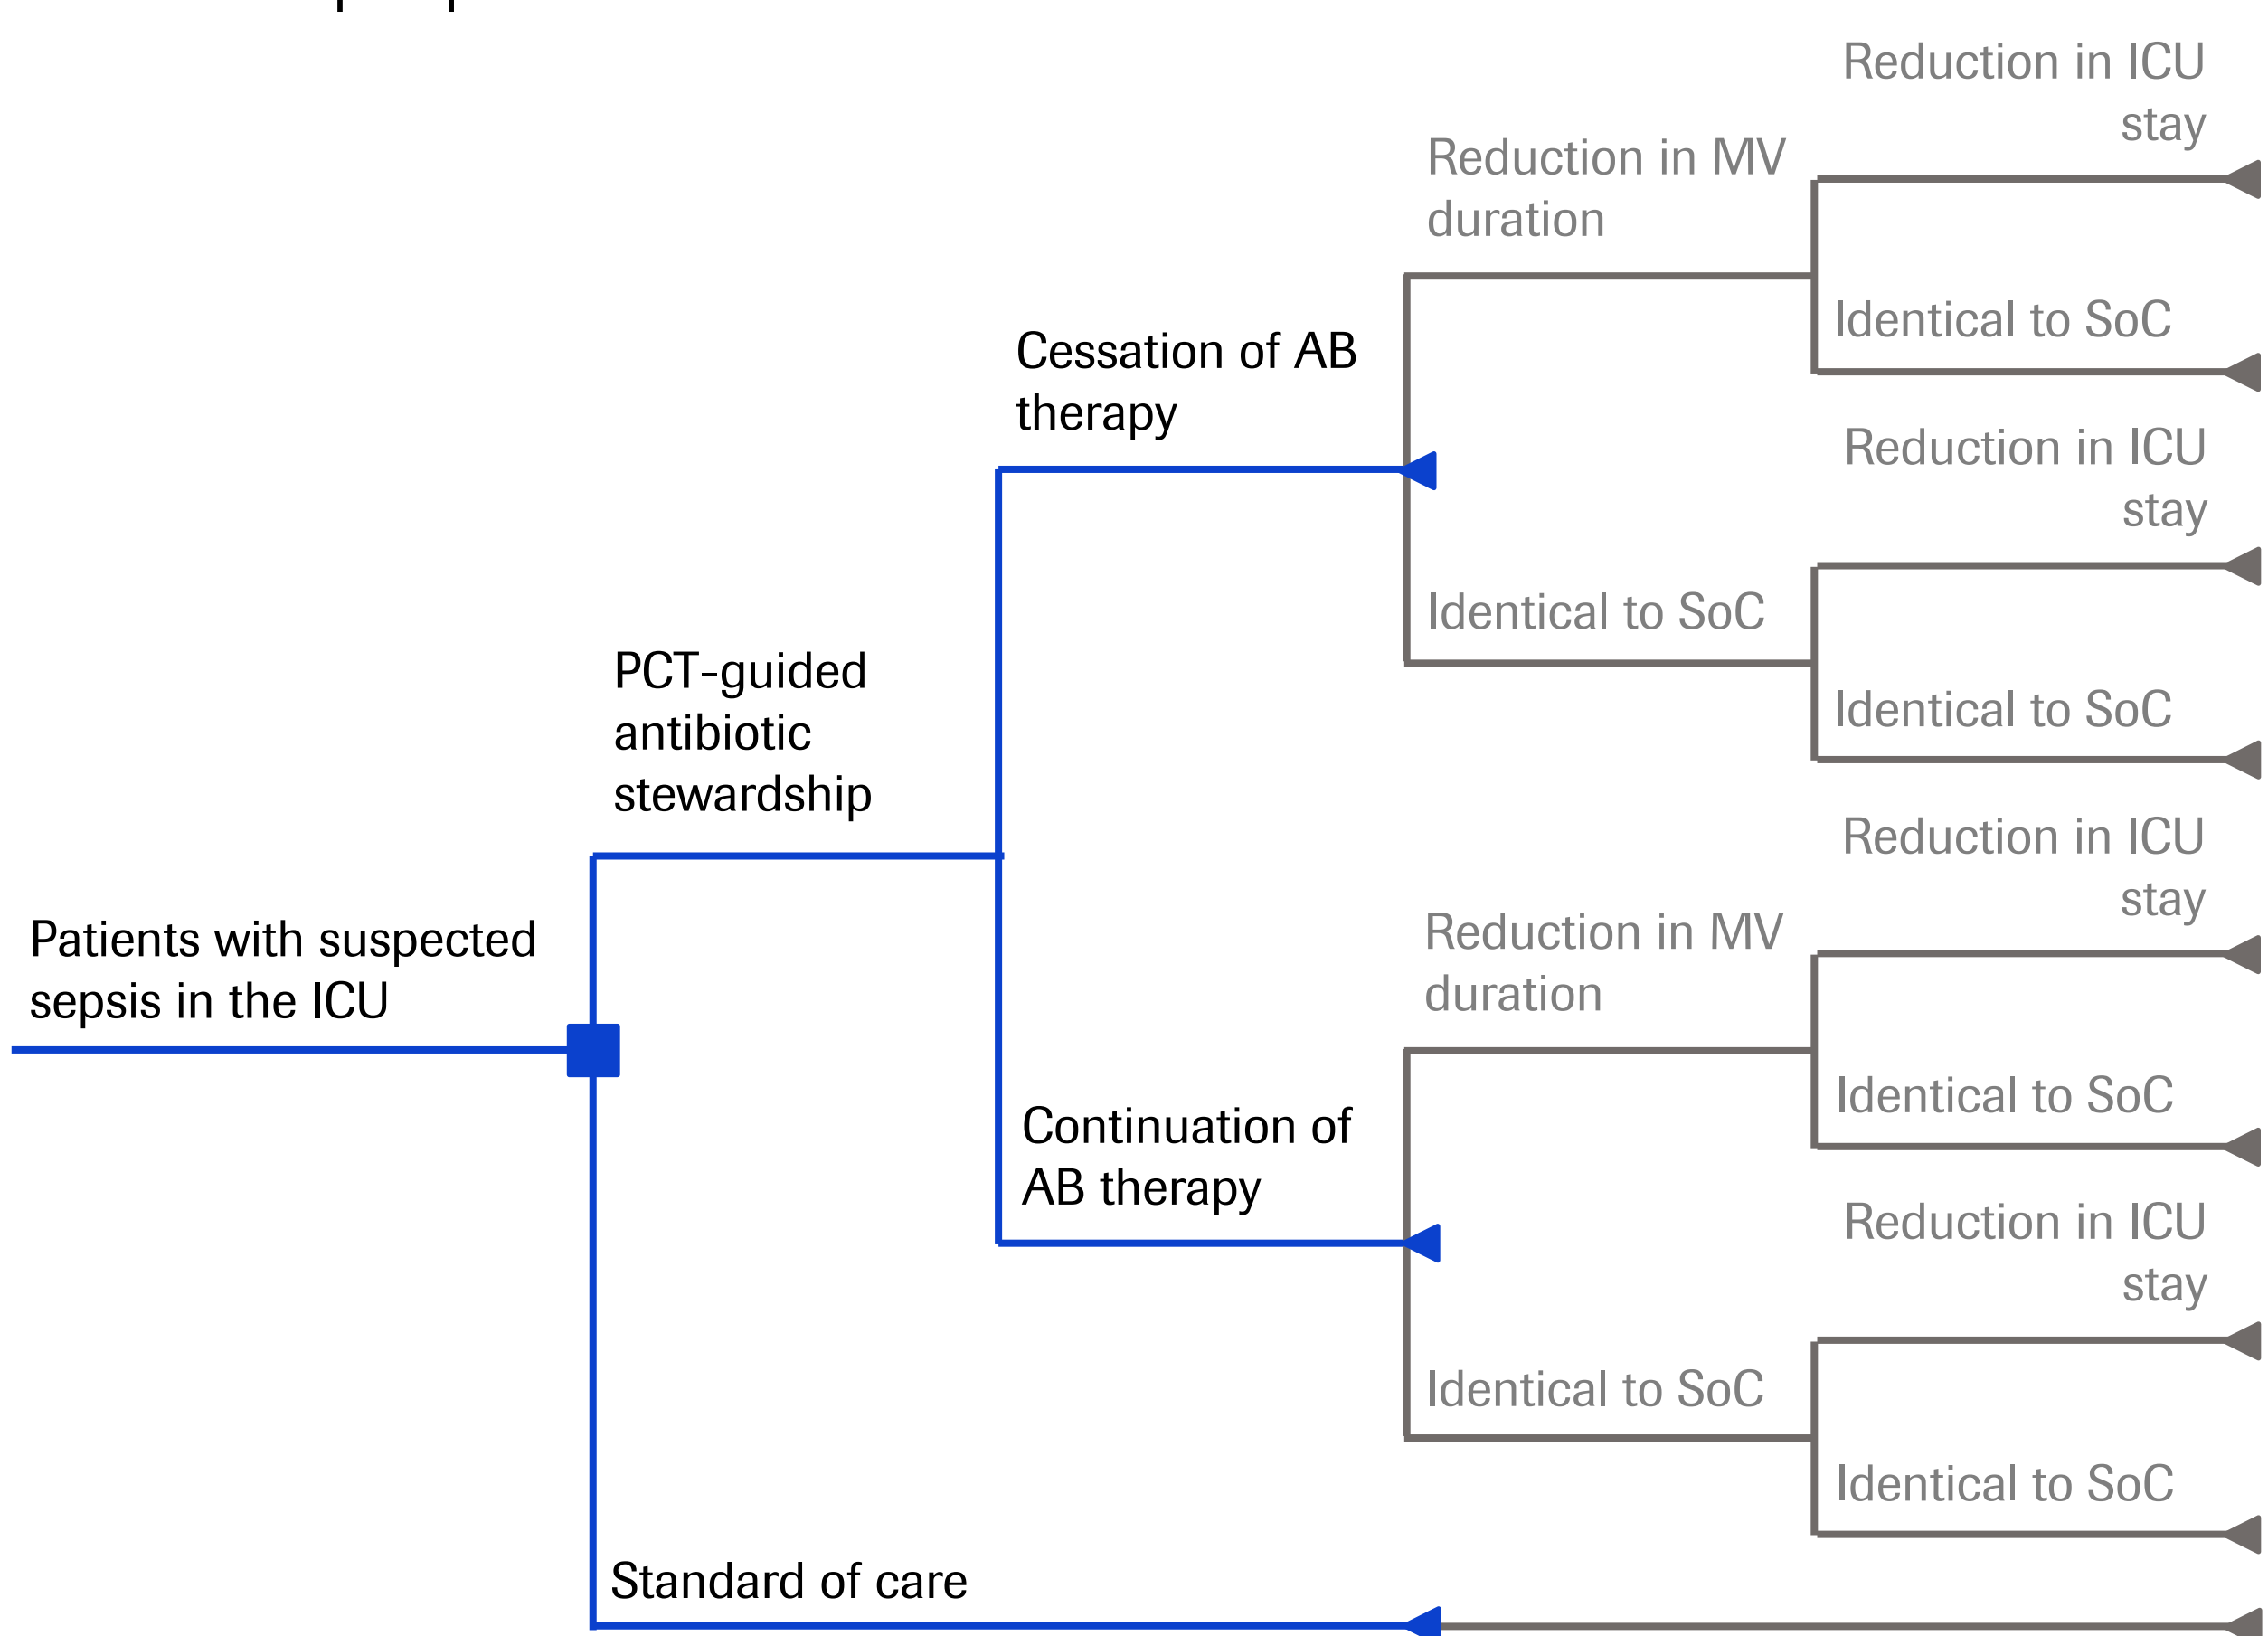 Reduction in ICU
stay
Reduction in MV
duration
Identical to SoC
Cessation of AB
therapy
Reduction in ICU
stay
Identical to SoC
PCT-guided
antibiotic
stewardship
Identical to SoC
Reduction in ICU
stay
Patients with suspected
sepsis in the ICU
Reduction in MV
duration
Identical to SoC
Continuation of
AB therapy
Reduction in ICU
stay
Identical to SoC
Identical to SoC
Standard of care